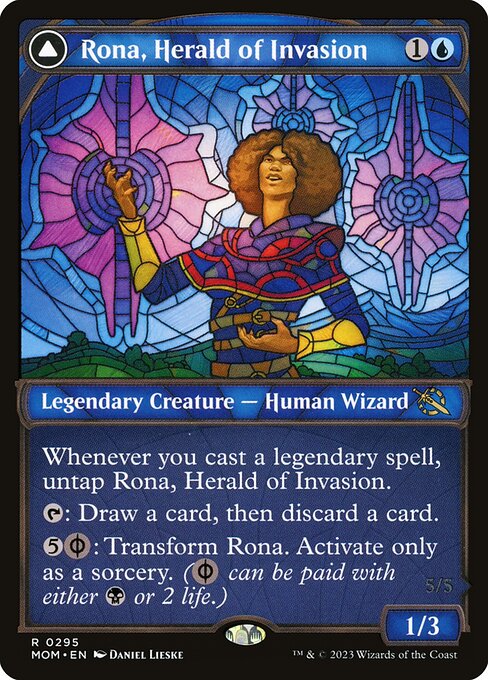 Rona, Herald of Invasion 1
Legendary Creature — Human Wizard
Whenever you cast a legendary spell,
untap Rona, Herald of Invasion.
: Draw a card, then discard a card.
5 : Transform Rona. Activate only
as a sorcery. ( can be paid with
either or 2 life.)
5/5
1/3
R 0295
MOM • EN DANIEL LIESKE
™ & © 2023 Wizards of the Coast